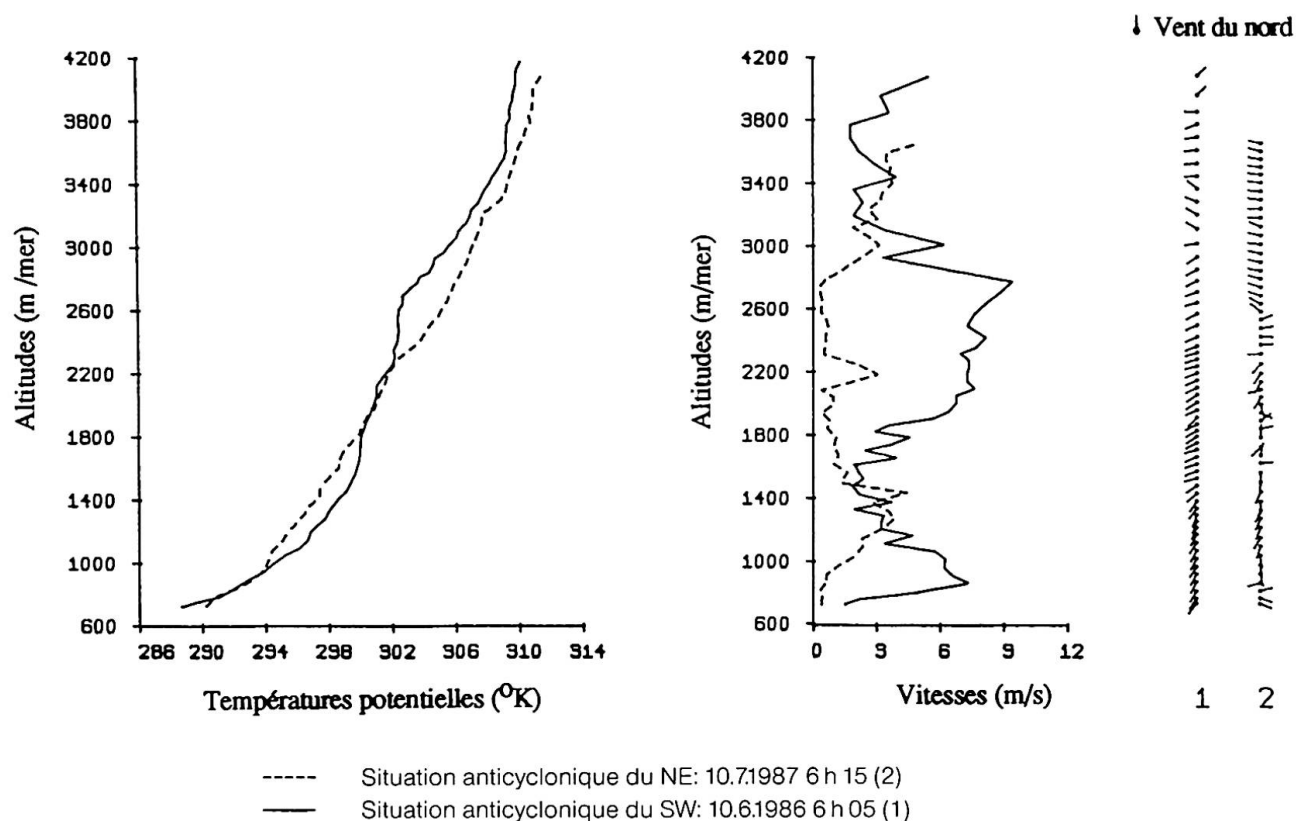 Vent du nord
4200
3800
3400
3000
2600
2200
1800
1400
1000
600
Altitudes (m /mer)
286 290 294 298 302 306 310 314
Températures potentielles (°K)
4200
3800
3400
3000
2600
2200
1800
1400
1000
600
Altitudes (m/mer)
0 3 6 9 12
Vitesses (m/s)
1 2
Situation anticyclonique du NE: 10.7.1987 6 h 15 (2)
Situation anticyclonique du SW: 10.6.1986 6 h 05 (1)